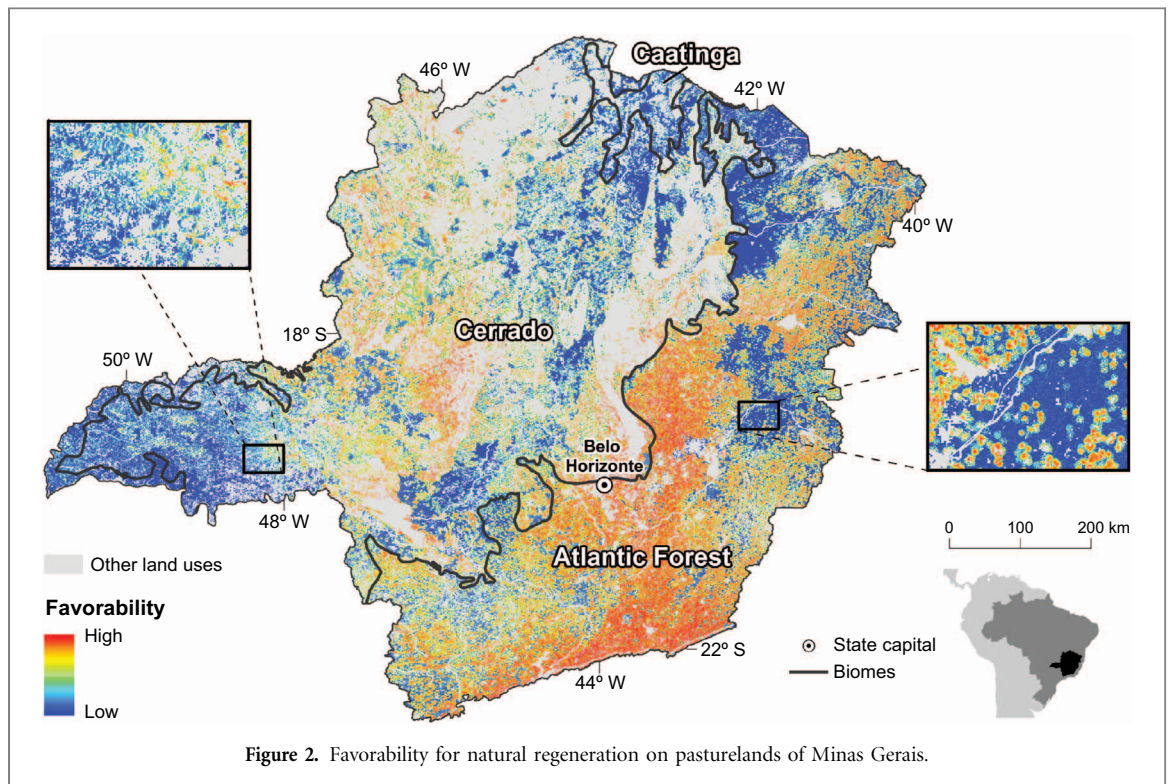 Caatinga
46º W
42º W
40º W
18º S
Cerrado
50º W
Belo
Horizonte
48º W
Atlantic Forest
0 100 200 km
Other land uses
Favorability
High
Low
State capital
Biomes
22º S
44º W
Figure 2. Favorability for natural regeneration on pasturelands of Minas Gerais.